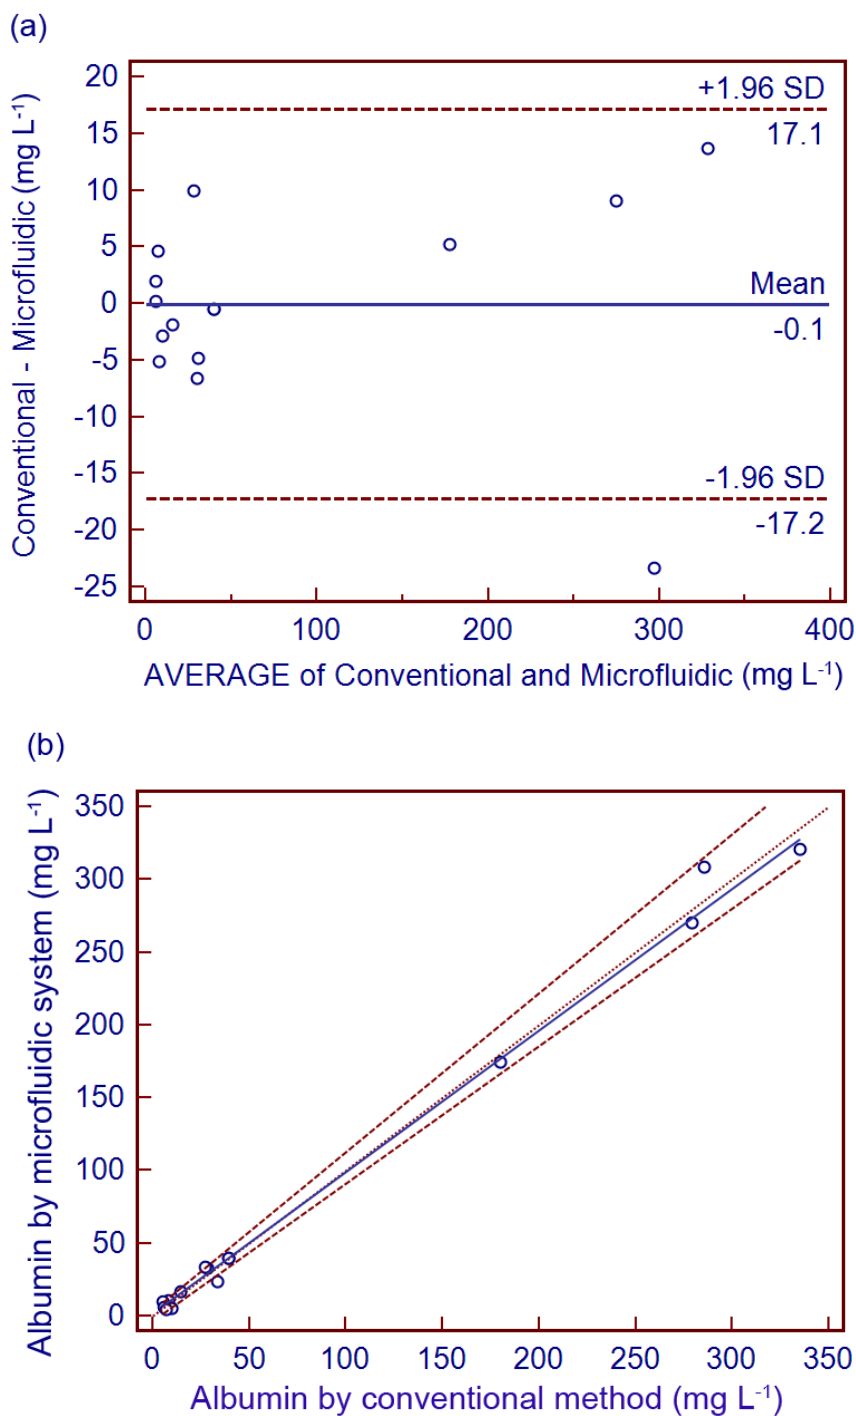 (a)
Conventional - Microfluidic (mg L-1)
20
15
10
5
0
-5
-10
-15
-20
-25
+1.96 SD
17.1
Mean
-0.1
-1.96 SD
-17.2
0 100 200 300 400
AVERAGE of Conventional and Microfluidic (mg L-1)
(b)
Albumin by microfluidic system (mg L-1)
350
300
250
200
150
100
50
0
0 50 100 150 200 250 300 350
Albumin by conventional method (mg L-1)